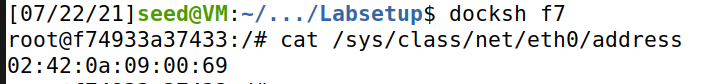 [07/22/21]seed@VM:~/.../Labsetup$ docksh f7
root@f74933a37433:/# cat /sys/class/net/eth0/address
02:42:0a:09:00:69